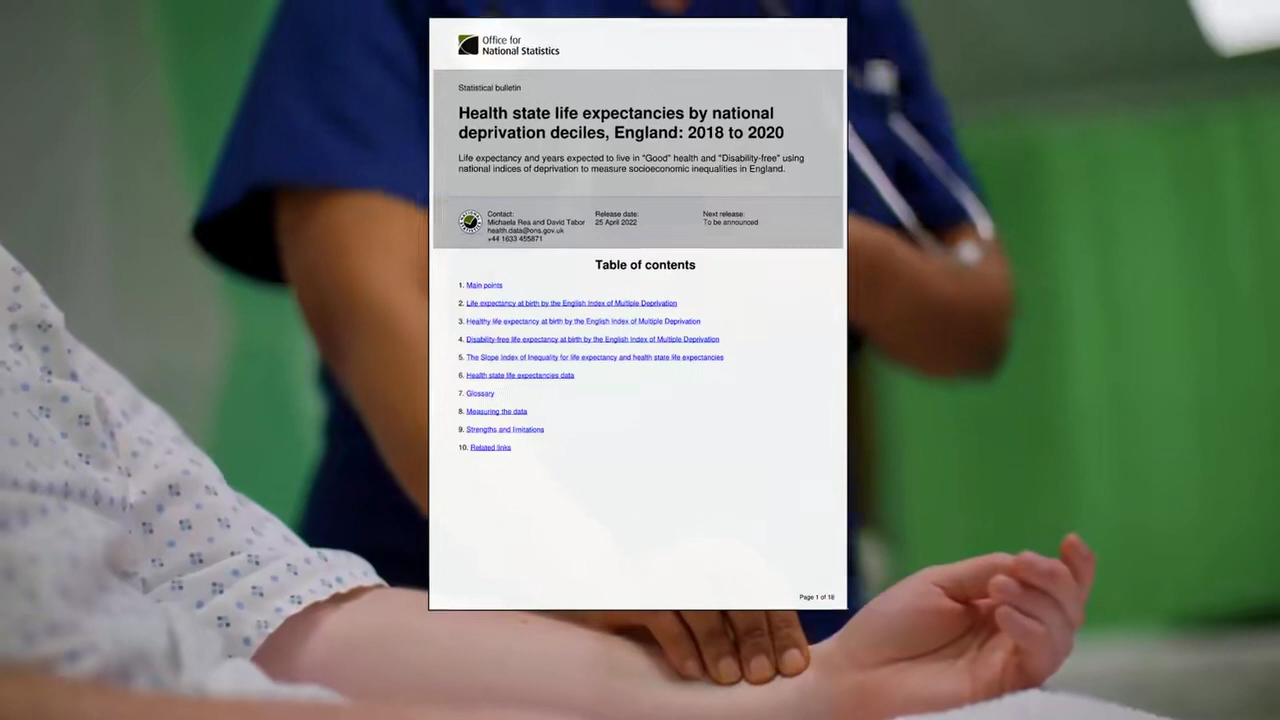 Office for
National Statistics
Statistical bulletin
Health state life expectancies by national
deprivation deciles, England: 2018 to 2020
Life expectancy and years expected to live in "Good" health and "Disability-free" using
national indices of deprivation to measure socioeconomic inequalities in England.
Contact:
Michaela Rea and David Tabor
health.data@ons.gov.uk
+44 1633 455871
Release date:
25 April 2022
Next release:
To be announced
Table of contents
1. Main points
2. Life expectancy at birth by the English Index of Multiple Deprivation
3. Healthy life expectancy at birth by the English Index of Multiple Deprivation
4. Disability-free life expectancy at birth by the English Index of Multiple Deprivation
5. The Slope Index of Inequality for life expectancy and health state life expectancies
6. Health state life expectancies data
7. Glossary
8. Measuring the data
9. Strengths and limitations
10. Related links
Page 1 of 18